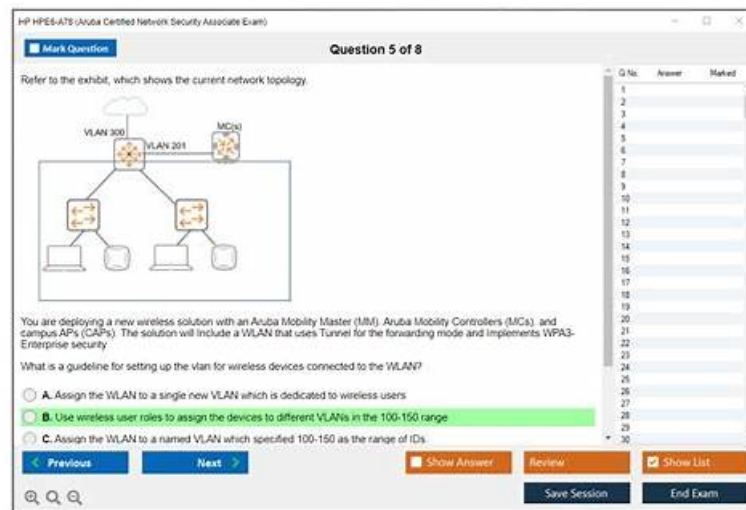 HP HPE6-A78 (Aruba Certified Network Security Associate Exam)
Mark Question
Question 5 of 8
Refer to the exhibit, which shows the current network topology.
VLAN 300
VLAN 201
MC(s)
You are deploying a new wireless solution with an Aruba Mobility Master (MM). Aruba Mobility Controllers (MCs). and
campus APs (CAPs). The solution will Include a WLAN that uses Tunnel for the forwarding mode and Implements WPA3-
Enterprise security
What is a guideline for setting up the vlan for wireless devices connected to the WLAN?
A. Assign the WLAN to a single new VLAN which is dedicated to wireless users
B. Use wireless user roles to assign the devices to different VLANs in the 100-150 range
C. Assign the WLAN to a named VLAN which specified 100-150 as the range of IDs.
Q No. Answer Marked
1
2
3
4
5
6
7
8
9
10
11
12
13
14
15
16
17
18
19
20
21
22
23
24
25
26
27
28
29
30
Previous
Next
Show Answer
Review
Show List
Save Session
End Exam